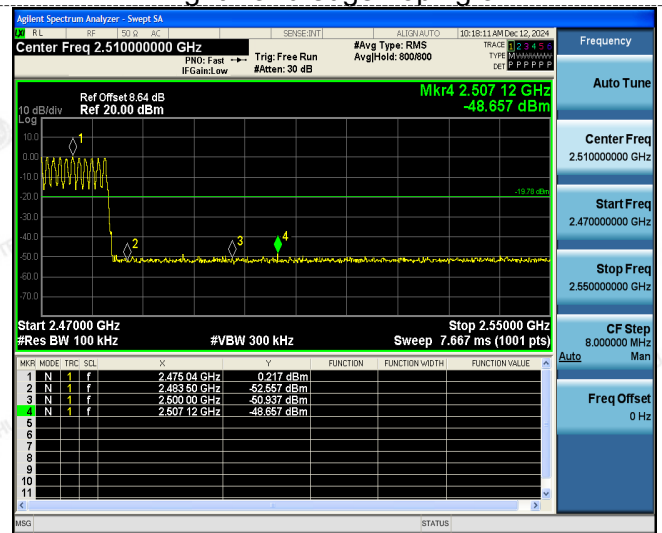 Agilent Spectrum Analyzer - Swept SA
RL RF 50 Ω AC SENSE:INT ALIGNAUTO 10:18:11 AM Dec 12, 2024
Center Freq 2.510000000 GHz
PNO: Fast Trig: Free Run
IFGain:Low #Atten: 30 dB
#Avg Type: RMS
Avg|Hold: 800/800
TRACE 1 2 3 4 5 6
TYPE MWWWWW
DET P P P P P P
Ref Offset 8.64 dB
10 dB/div Ref 20.00 dBm
Log
Mkr4 2.507 12 GHz
-48.657 dBm
10.0
0.00
-10.0
-20.0
-30.0
-40.0
-50.0
-60.0
-70.0
1
2
3
4
-19.78 dBm
Start 2.47000 GHz Stop 2.55000 GHz
#Res BW 100 kHz #VBW 300 kHz Sweep 7.667 ms (1001 pts)
MKR MODE TRC SCL X Y FUNCTION FUNCTION WIDTH FUNCTION VALUE
1 N 1 f 2.475 04 GHz 0.217 dBm
2 N 1 f 2.483 50 GHz -52.557 dBm
3 N 1 f 2.500 00 GHz -50.937 dBm
4 N 1 f 2.507 12 GHz -48.657 dBm
5
6
7
8
9
10
11
MSG STATUS
Frequency
Auto Tune
Center Freq
2.510000000 GHz
Start Freq
2.470000000 GHz
Stop Freq
2.550000000 GHz
CF Step
8.000000 MHz
Auto Man
Freq Offset
0 Hz